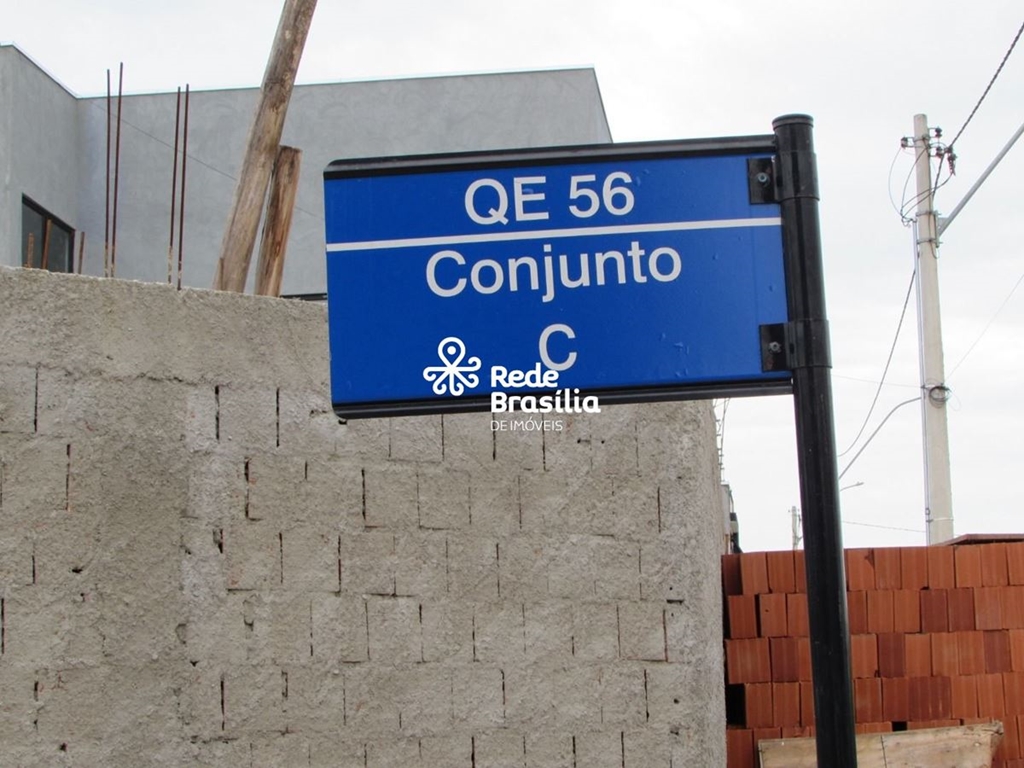 QE 56
Conjunto
C
Rede
Brasília
DE IMÓVEIS